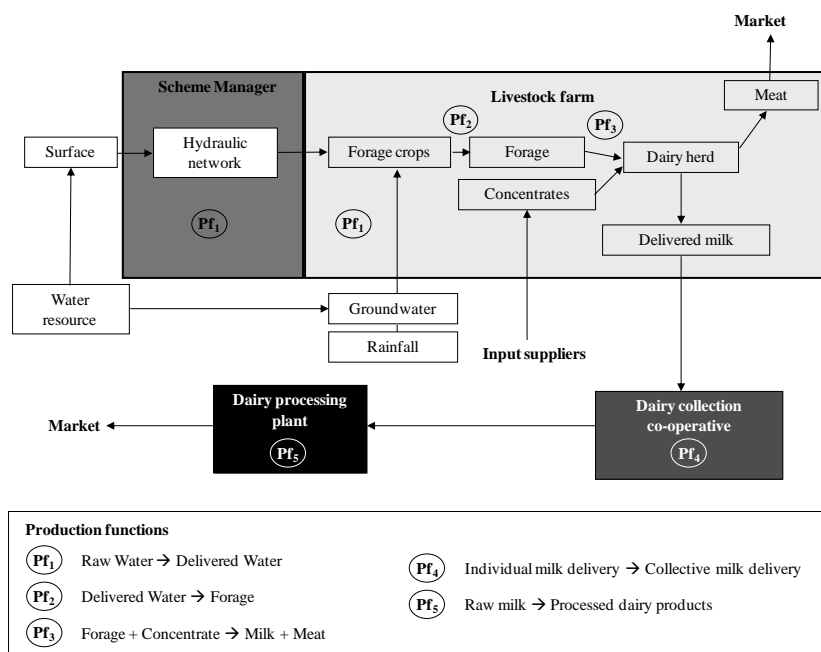 Market
Scheme Manager
Livestock farm
Meat
Pf2
Pf3
Surface
Hydraulic
network
Forage crops
Forage
Dairy herd
Concentrates
Pf1
Pf1
Delivered milk
Water
resource
Groundwater
Rainfall
Input suppliers
Dairy processing
plant
Pf5
Market
Dairy collection
co-operative
Pf4
Production functions
Pf1 Raw Water → Delivered Water
Pf2 Delivered Water → Forage
Pf3 Forage + Concentrate → Milk + Meat
Pf4 Individual milk delivery → Collective milk delivery
Pf5 Raw milk → Processed dairy products